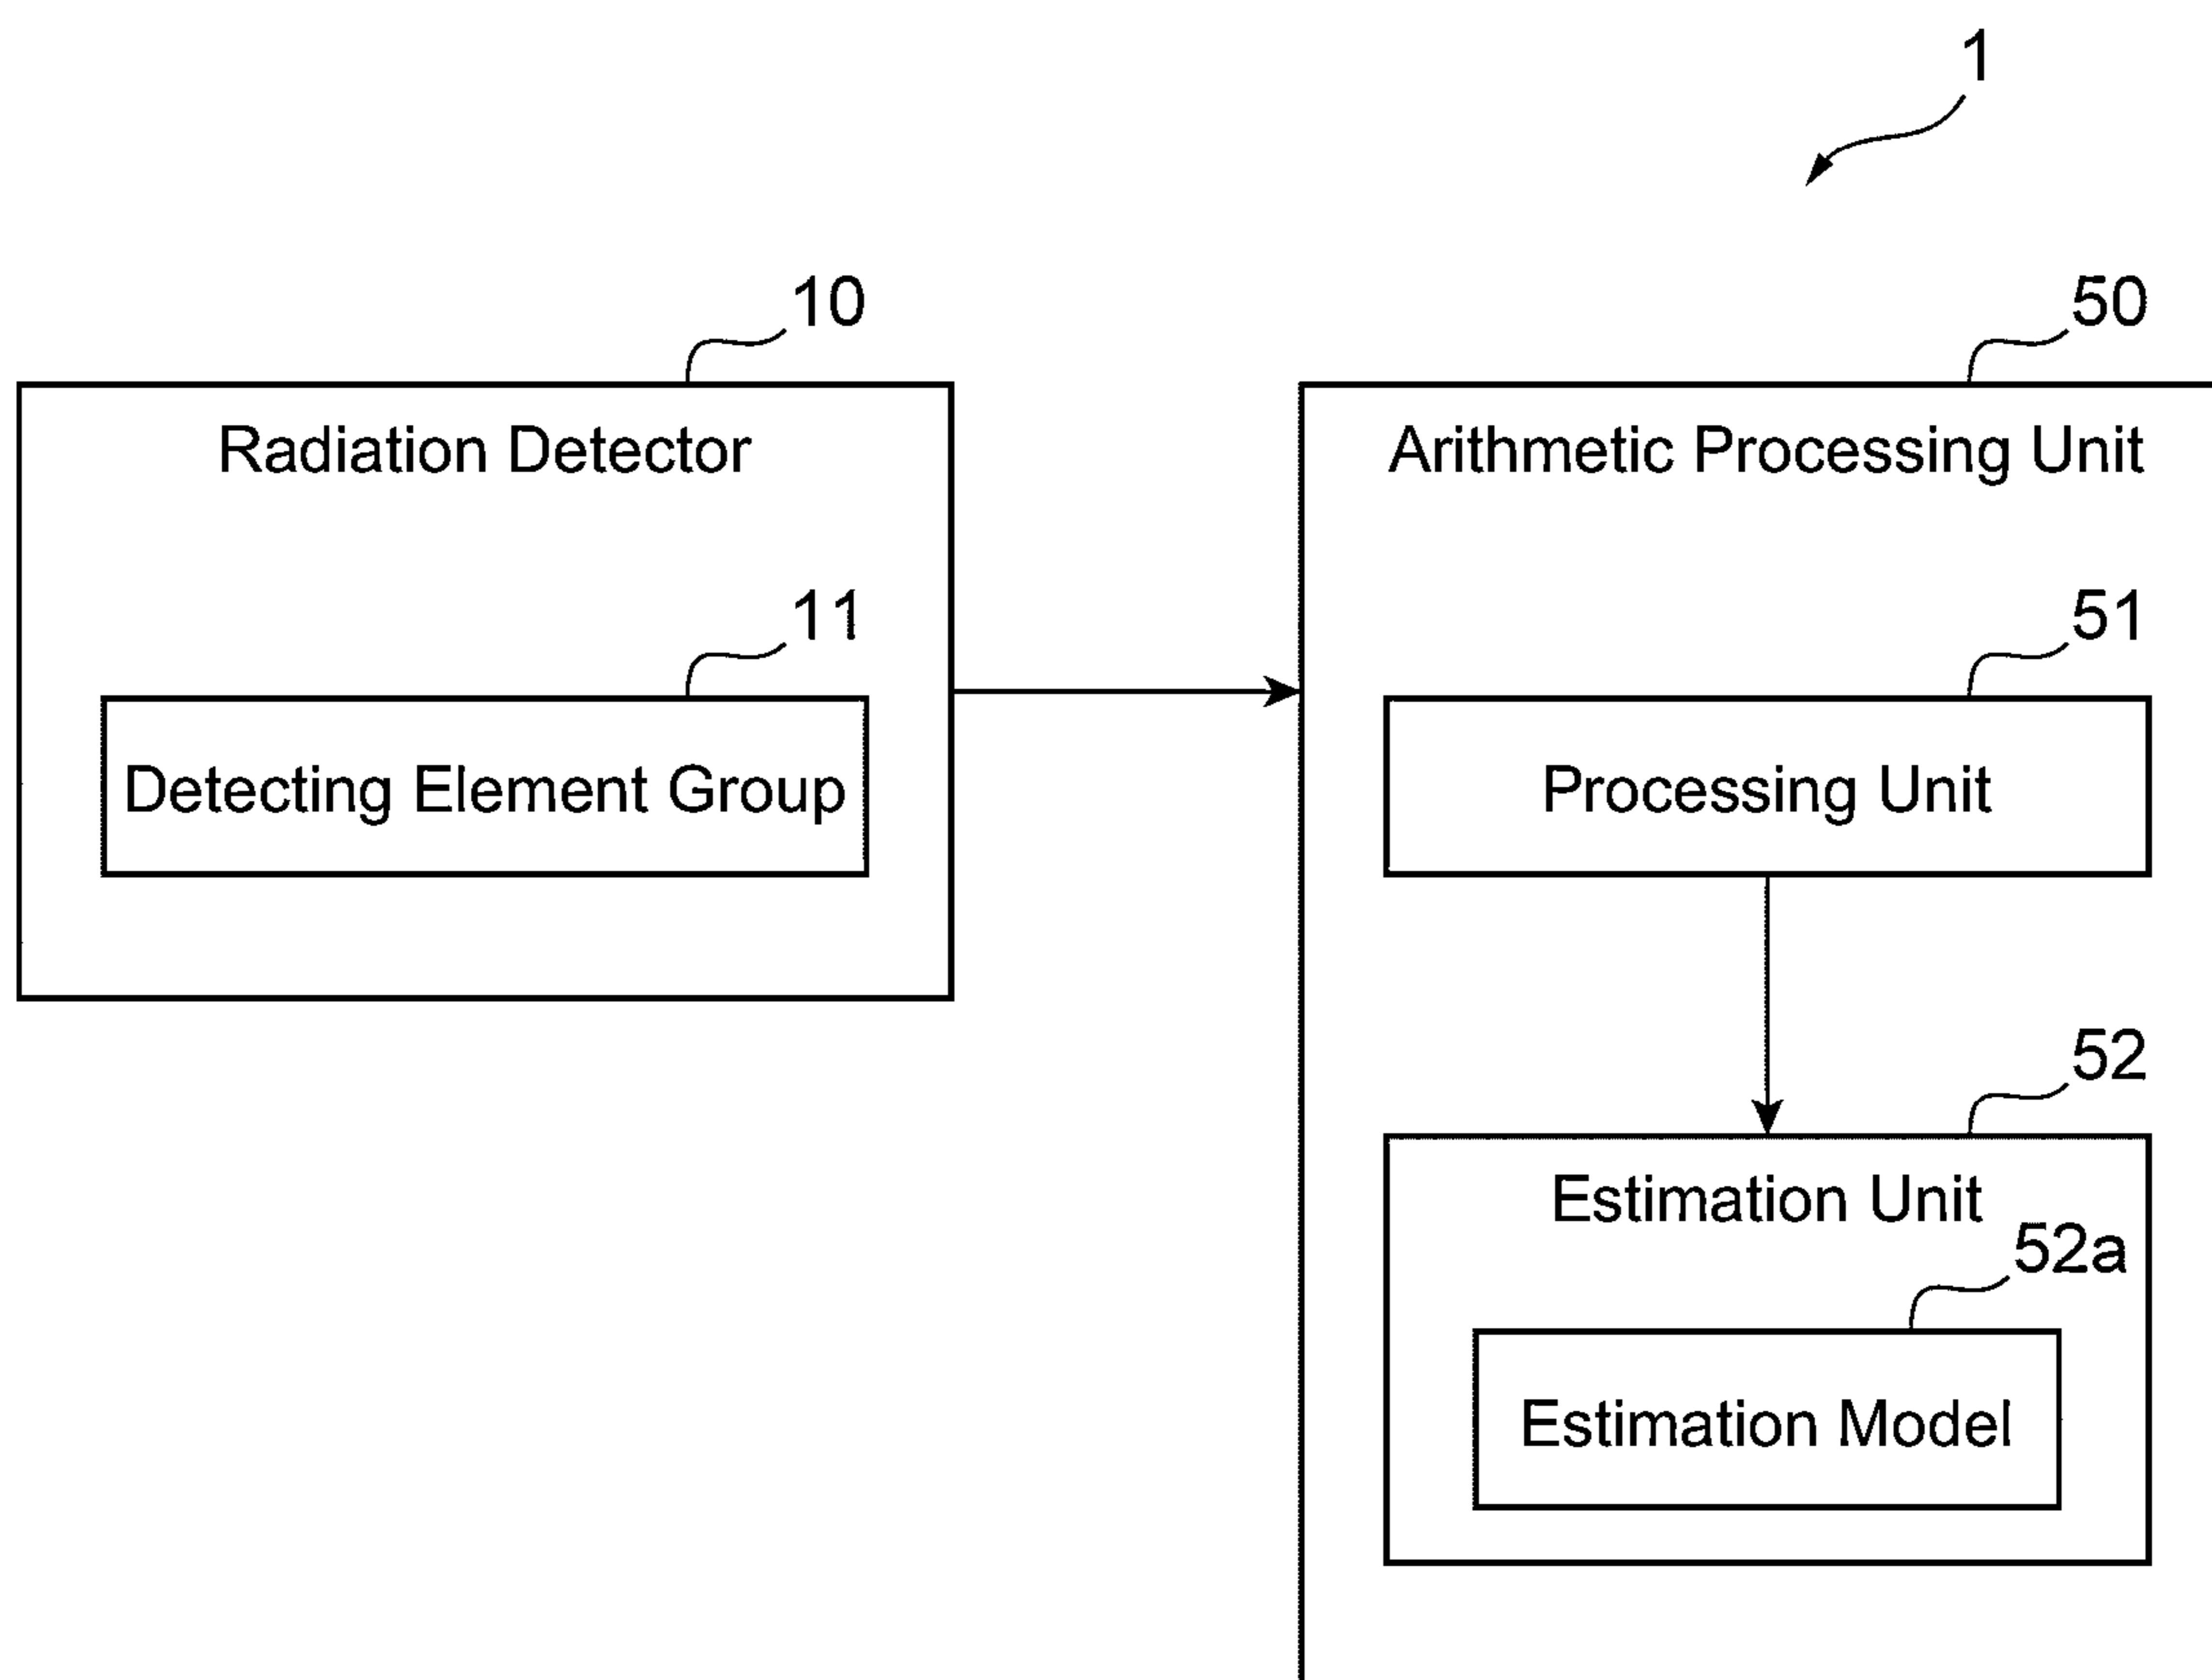 1
10
Radiation Detector
11
Detecting Element Group
50
Arithmetic Processing Unit
51
Processing Unit
52
Estimation Unit
52a
Estimation Model